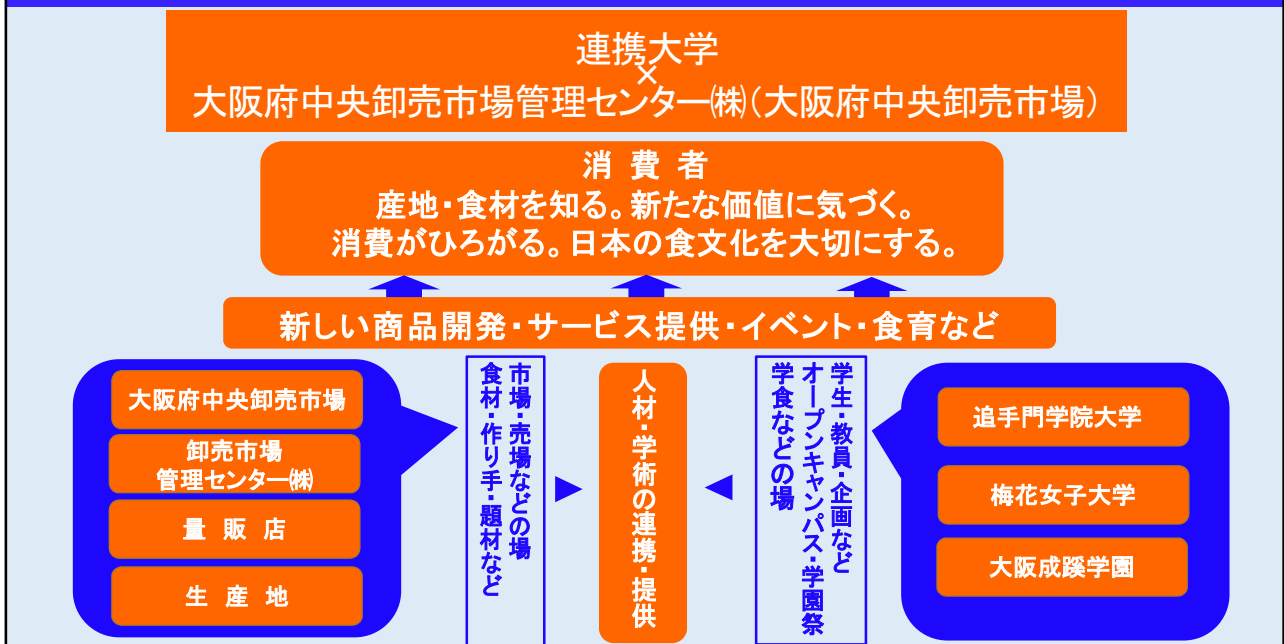 連携大学
×
大阪府中央卸売市場管理センター㈱(大阪府中央卸売市場)
消 費 者
産地・食材を知る。新たな価値に気づく。
消費がひろがる。日本の食文化を大切にする。
新しい商品開発・サービス提供・イベント・食育など
大阪府中央卸売市場
卸売市場
管理センター㈱
量 販 店
生 産 地
市場・売場などの場
食材・作り手・題材など
人材・学術の連携・提供
学生・教員・企画など
オープンキャンパス・学園祭
学食などの場
追手門学院大学
梅花女子大学
大阪成蹊学園